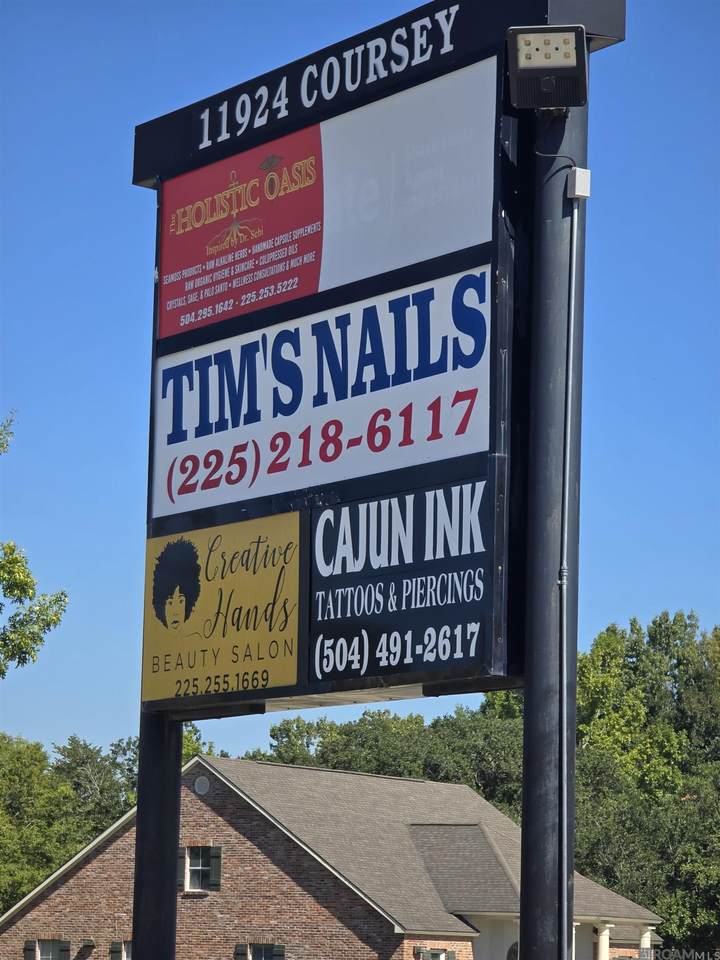 11924 COURSEY
The
HOLISTIC OASIS
Inspired by Dr. Sebi
SEAMOSS PRODUCTS • RAW ALKALINE HERBS • HANDMADE CAPSULE SUPPLEMENTS
RAW ORGANIC HYGIENE & SKINCARE • COLDPRESSED OILS
CRYSTALS, SAGE, & PALO SANTO • WELLNESS CONSULTATIONS & MUCH MORE
504.295.1642 - 225.253.5222
TIM'S NAILS
(225) 218-6117
Creative
Hands
BEAUTY SALON
225.255.1669
CAJUN INK
TATTOOS & PIERCINGS
(504) 491-2617